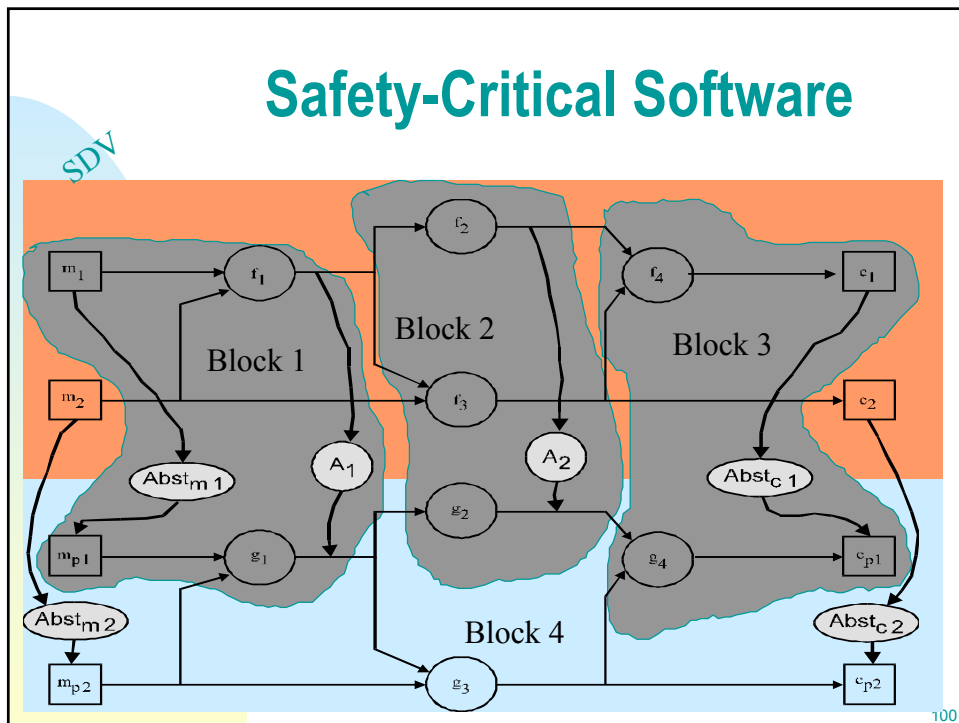 Safety-Critical Software
SDV
m1
f1
f2
f4
c1
Block 1
Block 2
Block 3
m2
f3
c2
Abstm 1
A1
A2
Abstc 1
mp1
g1
g2
g4
cp1
Abstm 2
Block 4
Abstc 2
mp2
g3
cp2
100